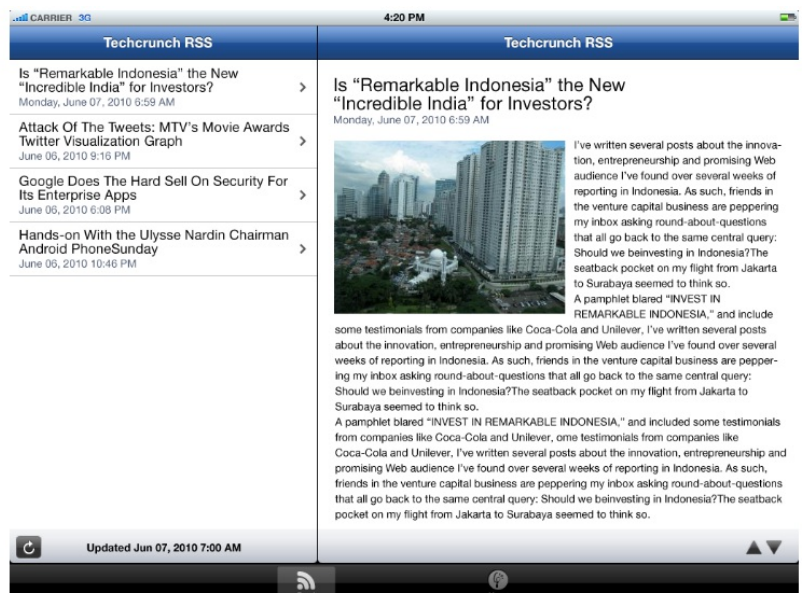 CARRIER 3G
4:20 PM
Techcrunch RSS
Is “Remarkable Indonesia” the New
“Incredible India” for Investors?
Monday, June 07, 2010 6:59 AM
Attack Of The Tweets: MTV's Movie Awards
Twitter Visualization Graph
June 06, 2010 9:16 PM
Google Does The Hard Sell On Security For
Its Enterprise Apps
June 06, 2010 6:08 PM
Hands-on With the Ulysse Nardin Chairman
Android PhoneSunday
June 06, 2010 10:46 PM
Updated Jun 07, 2010 7:00 AM
Techcrunch RSS
Is “Remarkable Indonesia” the New
“Incredible India” for Investors?
Monday, June 07, 2010 6:59 AM
I've written several posts about the innova-
tion, entrepreneurship and promising Web
audience I've found over several weeks of
reporting in Indonesia. As such, friends in
the venture capital business are peppering
my inbox asking round-about-questions
that all go back to the same central query:
Should we beinvesting in Indonesia?The
seatback pocket on my flight from Jakarta
to Surabaya seemed to think so.
A pamphlet blared “INVEST IN
REMARKABLE INDONESIA,” and include
some testimonials from companies like Coca-Cola and Unilever, I've written several posts
about the innovation, entrepreneurship and promising Web audience I've found over several
weeks of reporting in Indonesia. As such, friends in the venture capital business are pepper-
ing my inbox asking round-about-questions that all go back to the same central query:
Should we beinvesting in Indonesia?The seatback pocket on my flight from Jakarta to
Surabaya seemed to think so.
A pamphlet blared “INVEST IN REMARKABLE INDONESIA,” and included some testimonials
from companies like Coca-Cola and Unilever, ome testimonials from companies like
Coca-Cola and Unilever, I've written several posts about the innovation, entrepreneurship and
promising Web audience I've found over several weeks of reporting in Indonesia. As such,
friends in the venture capital business are peppering my inbox asking round-about-questions
that all go back to the same central query: Should we beinvesting in Indonesia?The seatback
pocket on my flight from Jakarta to Surabaya seemed to think so.